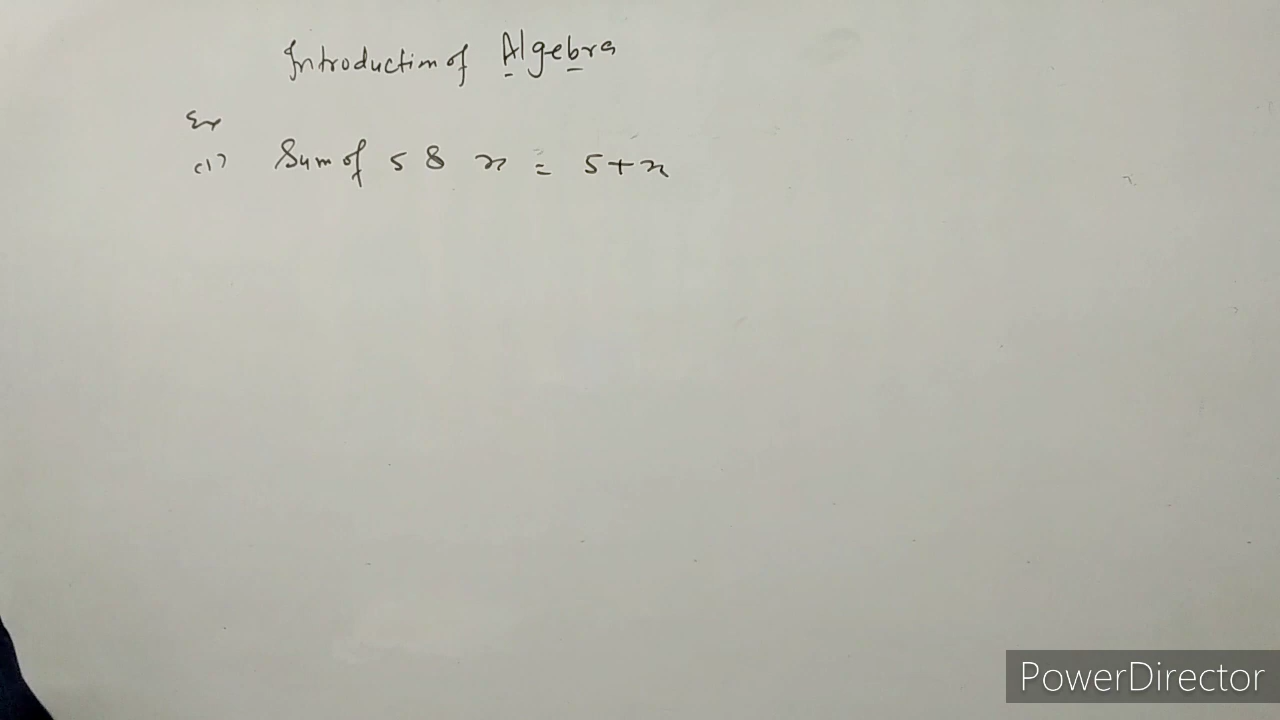 Introduction of Algebra
Ex
(1) Sum of 5 & x = 5+x
PowerDirector